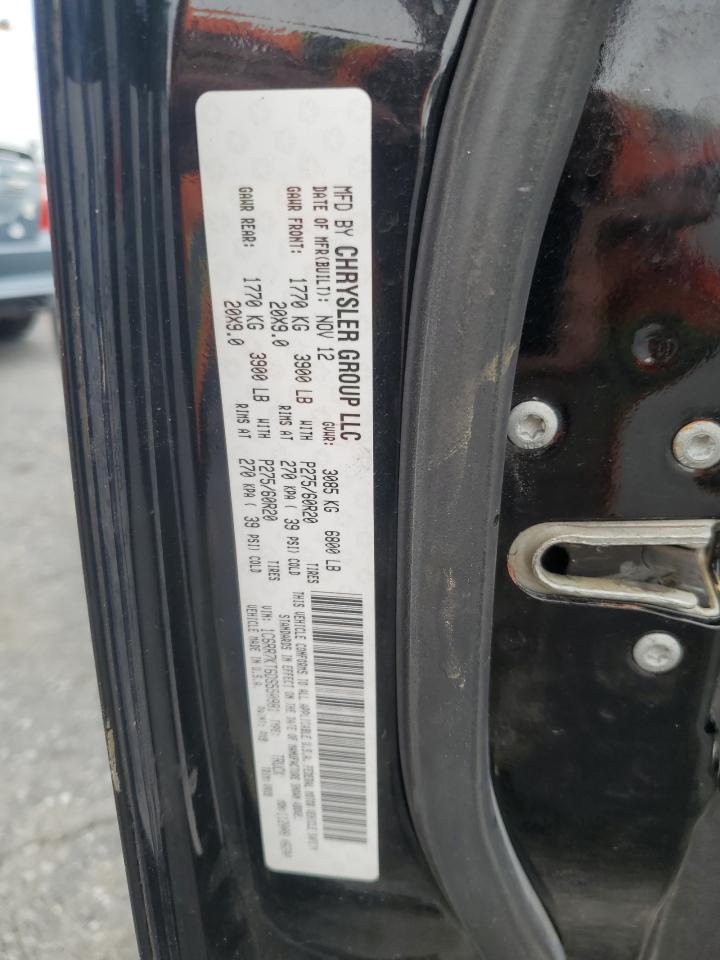 MFD BY CHRYSLER GROUP LLC
DATE OF MFR(BUILT): NOV 12 GVWR: 3085 KG 6800 LB
GAWR FRONT: 1770 KG 3900 LB WITH P275/60R20 TIRES
20X9.0 RIMS AT 270 KPA ( 39 PSI) COLD
GAWR REAR: 1770 KG 3900 LB WITH P275/60R20 TIRES
20X9.0 RIMS AT 270 KPA ( 39 PSI) COLD
THIS VEHICLE CONFORMS TO ALL APPLICABLE U.S.A. FEDERAL MOTOR VEHICLE SAFETY
STANDARDS IN EFFECT ON THE DATE OF MANUFACTURE SHOWN ABOVE.
VIN: 1C6RR7KT6DS550981 TYPE: TRUCK
VEHICLE MADE IN U.S.A.